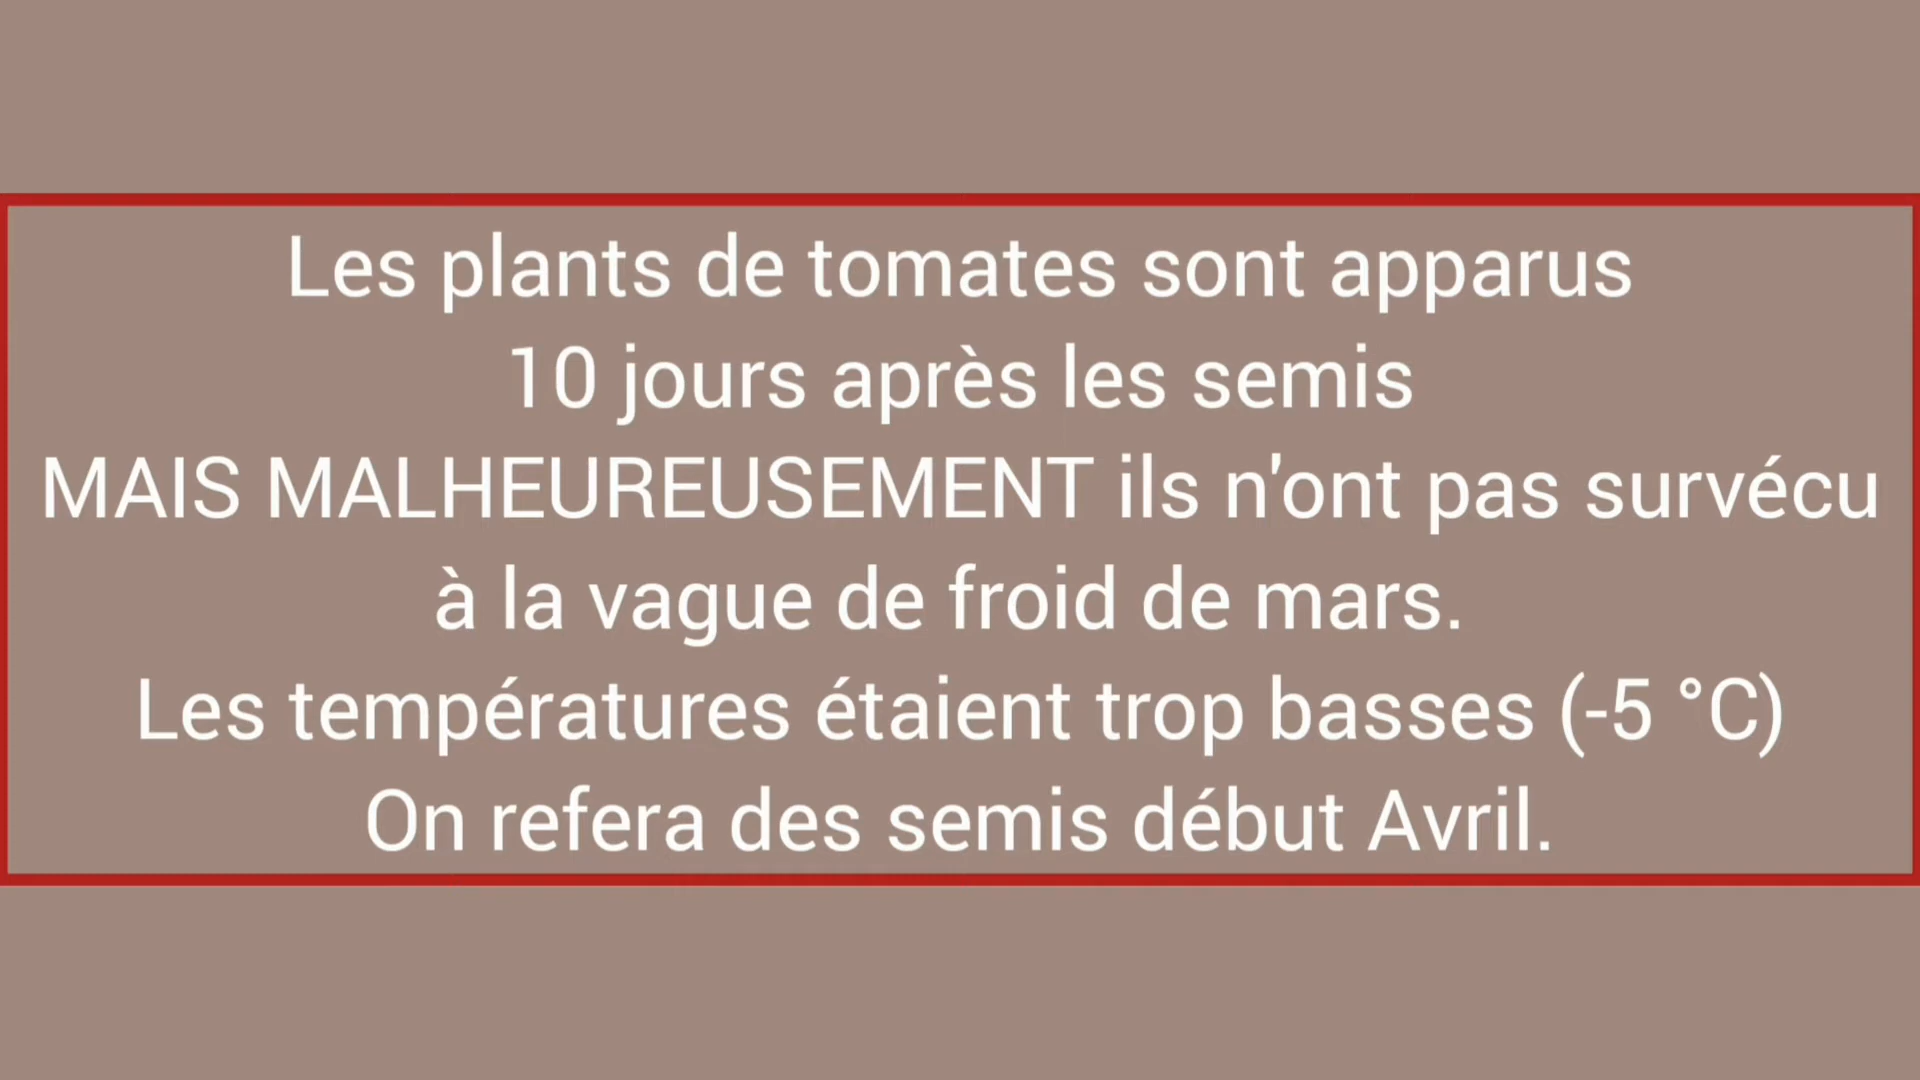 Les plants de tomates sont apparus
10 jours après les semis
MAIS MALHEUREUSEMENT ils n'ont pas survécu
à la vague de froid de mars.
Les températures étaient trop basses (-5 °C)
On refera des semis début Avril.